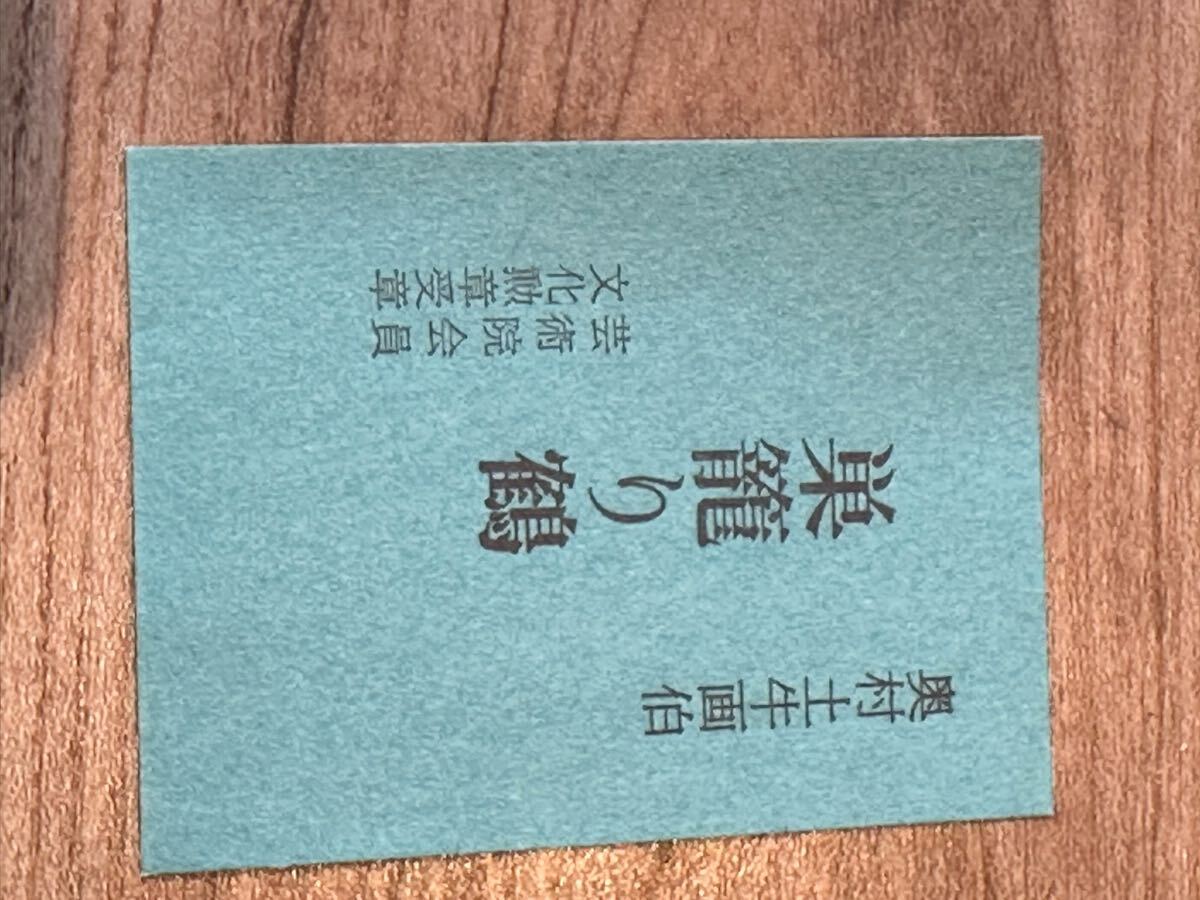 奥村土牛画伯
巣籠り鶴
芸術院会員
文化勲章受章